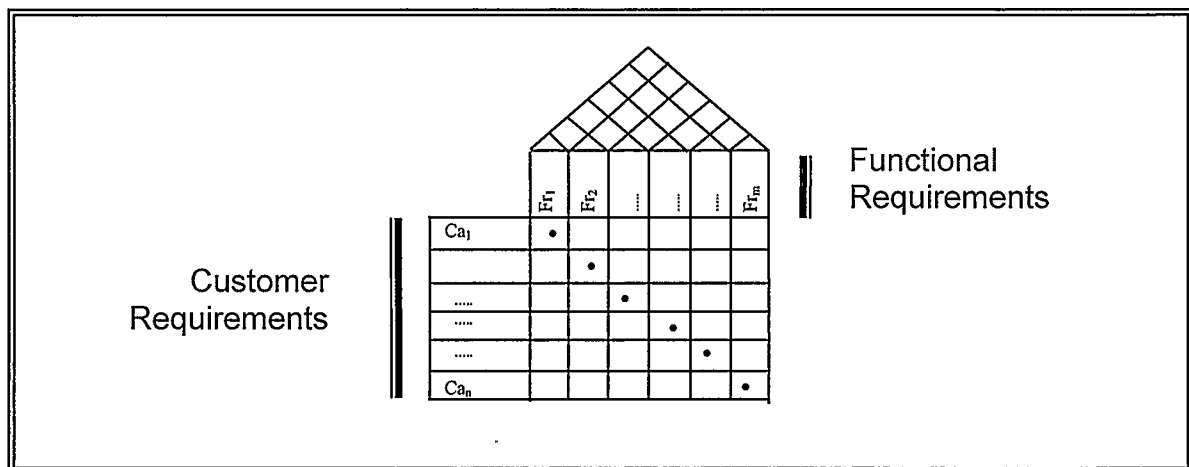 Functional
Requirements
Fr₁
Fr₂
.....
.....
.....
Frₘ
Ca₁
Customer
Requirements
.....
.....
.....
Caₙ